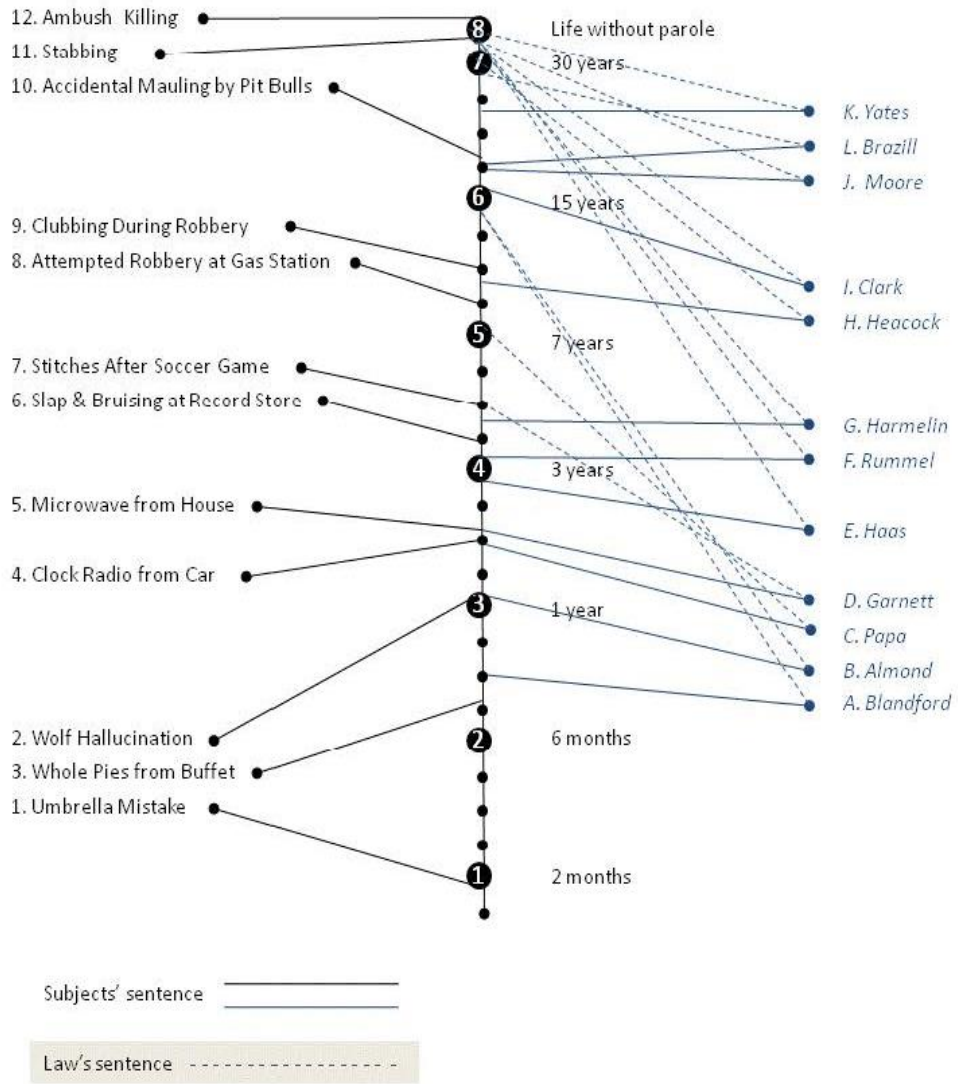 12. Ambush Killing
11. Stabbing
10. Accidental Mauling by Pit Bulls
9. Clubbing During Robbery
8. Attempted Robbery at Gas Station
7. Stitches After Soccer Game
6. Slap & Bruising at Record Store
5. Microwave from House
4. Clock Radio from Car
2. Wolf Hallucination
3. Whole Pies from Buffet
1. Umbrella Mistake
8
7
6
5
4
3
2
1
Life without parole
30 years
15 years
7 years
3 years
1 year
6 months
2 months
K. Yates
L. Brazill
J. Moore
I. Clark
H. Heacock
G. Harmelin
F. Rummel
E. Haas
D. Garnett
C. Papa
B. Almond
A. Blandford
Subjects' sentence
Law's sentence